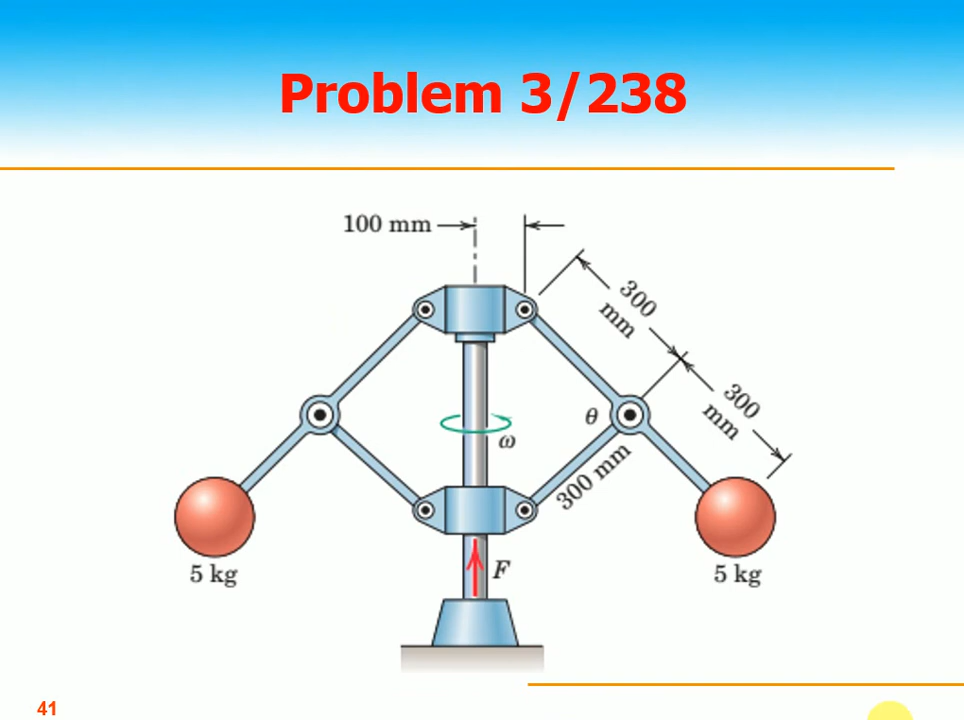 Problem 3/238
100 mm
300
mm
300
mm
θ
ω
300 mm
5 kg
F
5 kg
41